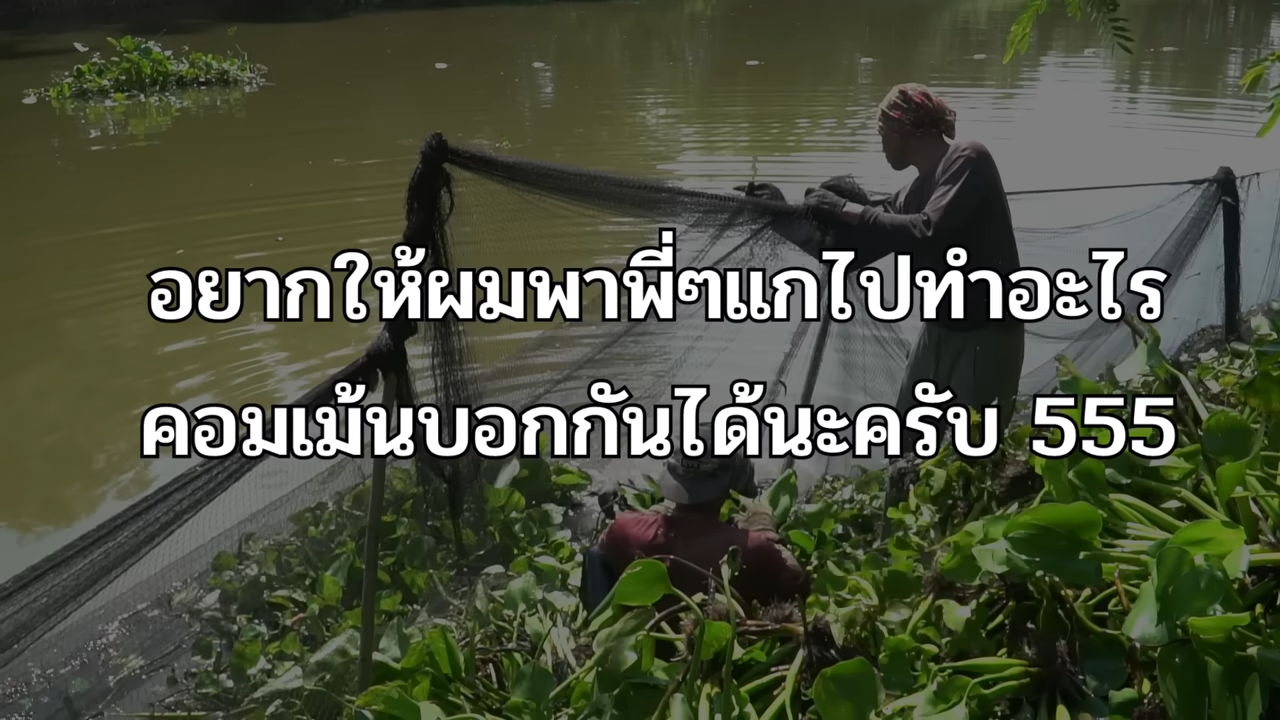 อยากให้ผมพาพี่ๆแกไปทำอะไร
คอมเม้นบอกกันได้นะครับ 555